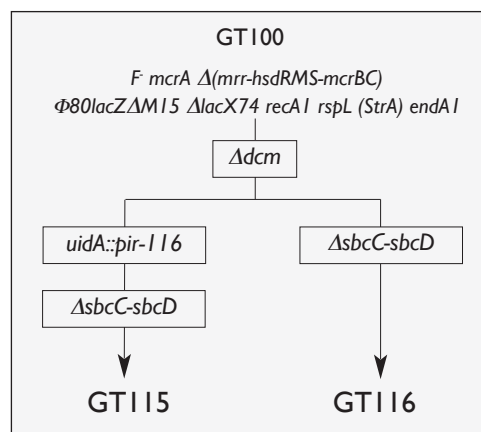 GT100
F- mcrA Δ(mrr-hsdRMS-mcrBC)
Φ80lacZΔM15 ΔlacX74 recA1 rspL (StrA) endA1
Δdcm
uidA::pir-116
ΔsbcC-sbcD
ΔsbcC-sbcD
GT115
GT116